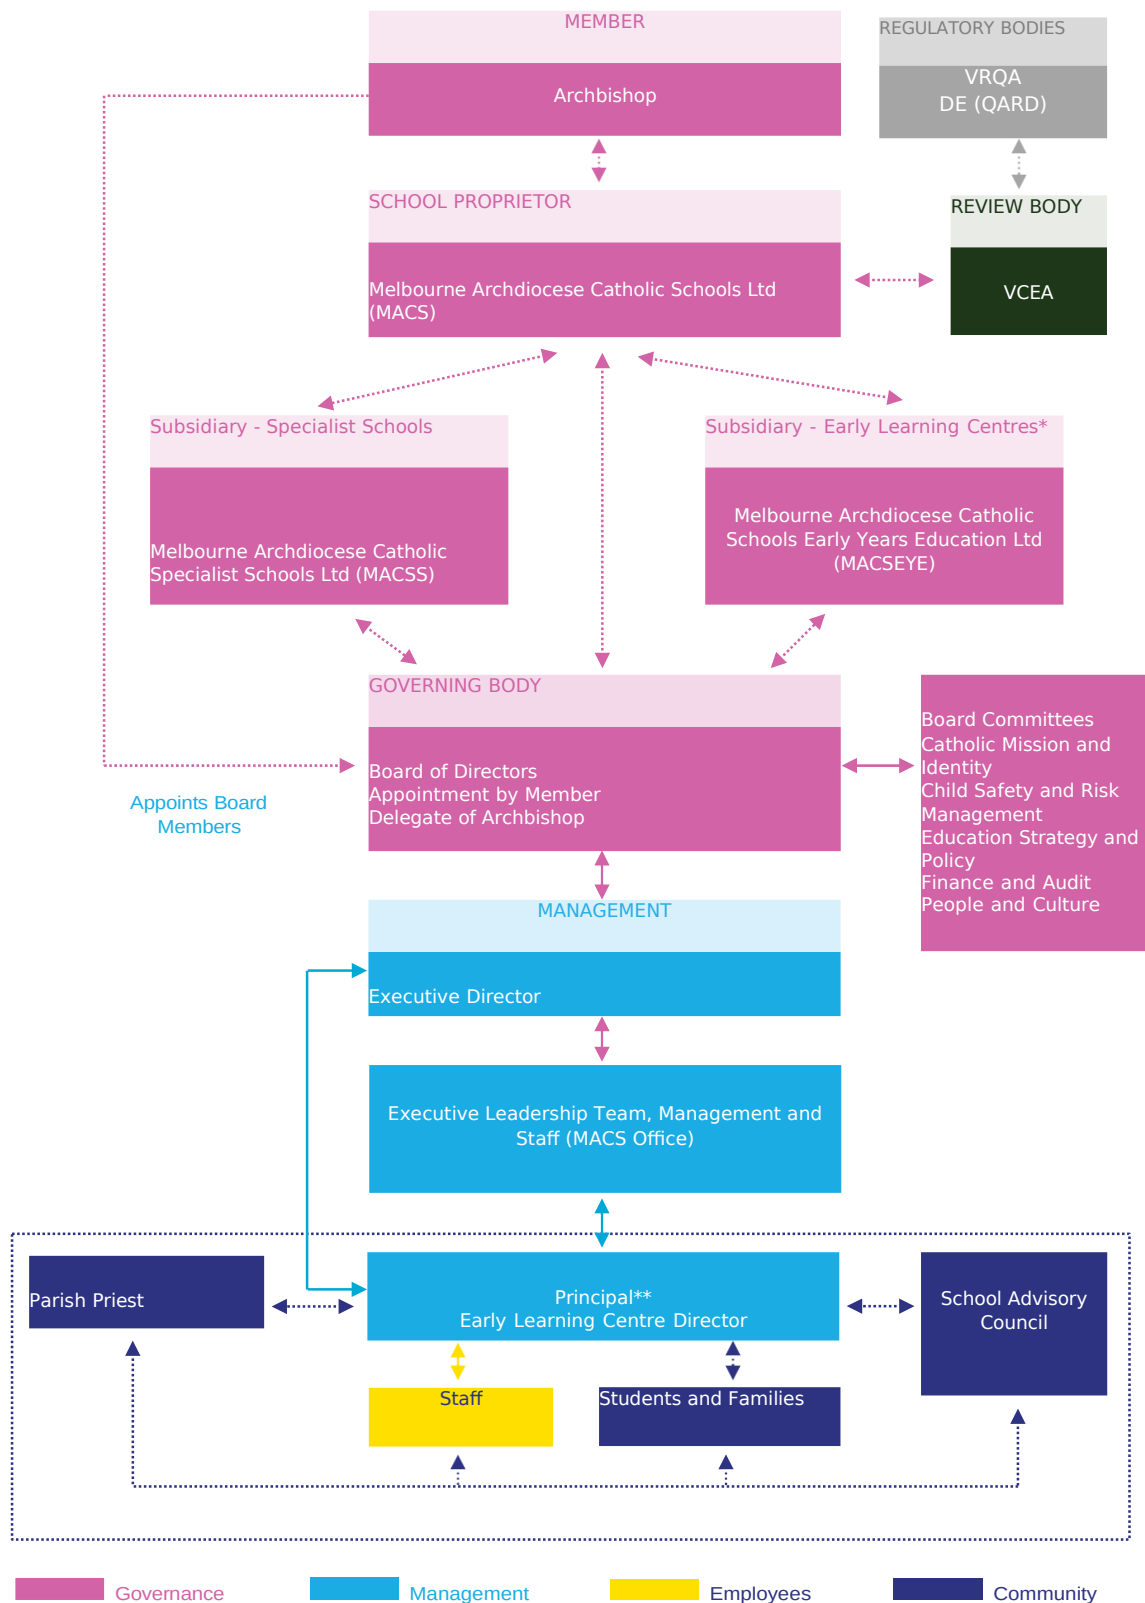 MEMBER
Archbishop
REGULATORY BODIES
VRQA
DE (QARD)
SCHOOL PROPRIETOR
Melbourne Archdiocese Catholic Schools Ltd
(MACS)
REVIEW BODY
VCEA
Subsidiary - Specialist Schools
Melbourne Archdiocese Catholic
Specialist Schools Ltd (MACSS)
Subsidiary - Early Learning Centres*
Melbourne Archdiocese Catholic
Schools Early Years Education Ltd
(MACSEYE)
GOVERNING BODY
Board of Directors
Appointment by Member
Delegate of Archbishop
Appoints Board
Members
Board Committees
Catholic Mission and
Identity
Child Safety and Risk
Management
Education Strategy and
Policy
Finance and Audit
People and Culture
MANAGEMENT
Executive Director
Executive Leadership Team, Management and
Staff (MACS Office)
Parish Priest
Principal**
Early Learning Centre Director
School Advisory
Council
Staff
Students and Families
Governance
Management
Employees
Community